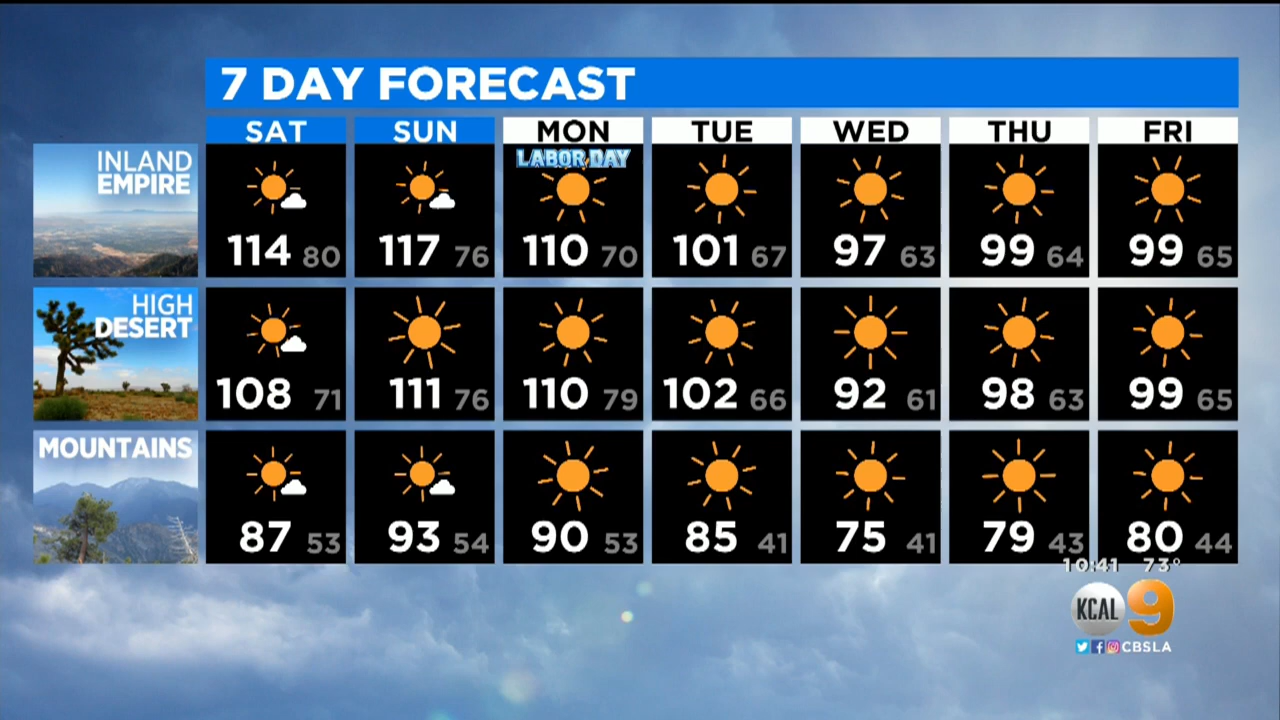 7 DAY FORECAST
SAT SUN MON TUE WED THU FRI
LABOR DAY
INLAND
EMPIRE
114 80 117 76 110 70 101 67 97 63 99 64 99 65
HIGH
DESERT
108 71 111 76 110 79 102 66 92 61 98 63 99 65
MOUNTAINS
87 53 93 54 90 53 85 41 75 41 79 43 80 44
10:41 73°
KCAL 9
CBSLA